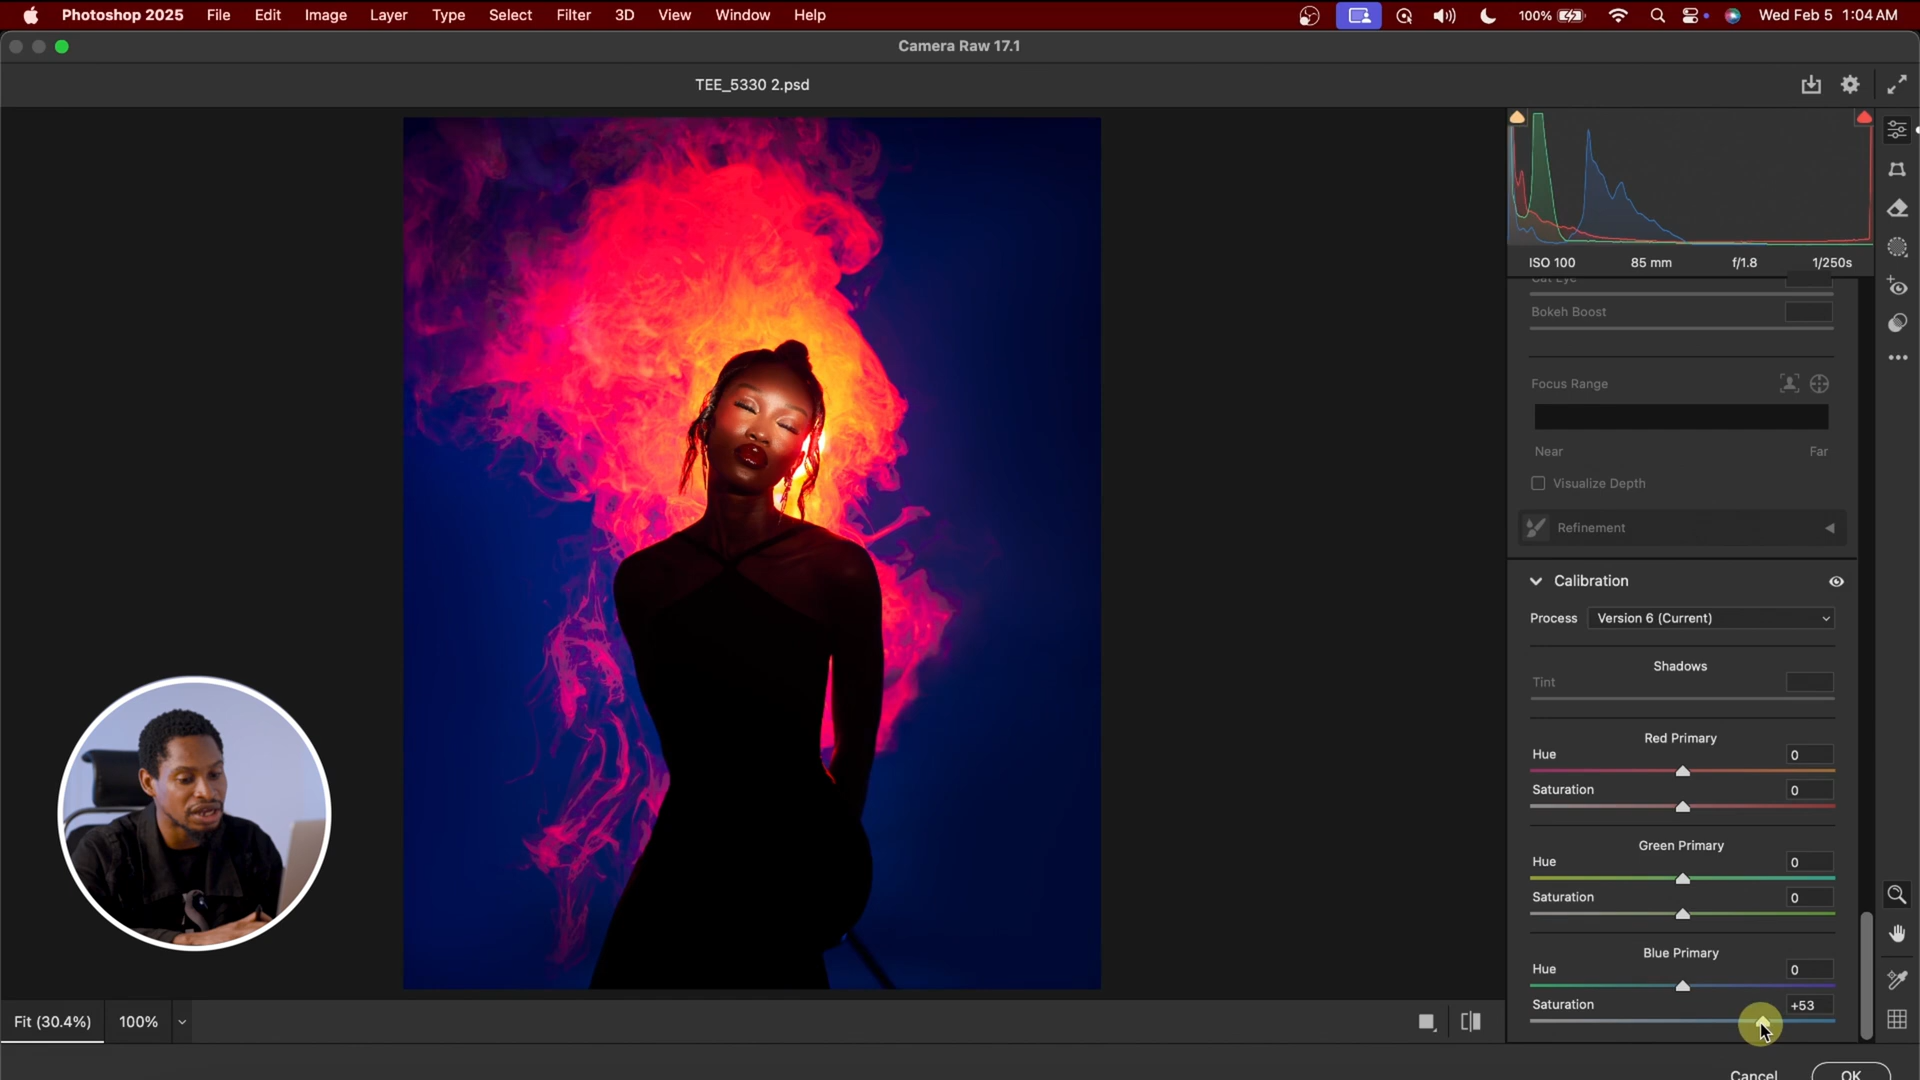 Photoshop 2025 File Edit Image Layer Type Select Filter 3D View Window Help 100% Wed Feb 5 1:04 AM
Camera Raw 17.1
TEE_5330 2.psd
ISO 100 85 mm f/1.8 1/250s
Cat Eye
Bokeh Boost
Focus Range
Near Far
Visualize Depth
Refinement
Calibration
Process Version 6 (Current)
Shadows
Tint
Red Primary
Hue 0
Saturation 0
Green Primary
Hue 0
Saturation 0
Blue Primary
Hue 0
Saturation +53
Fit (30.4%) 100%
Cancel OK